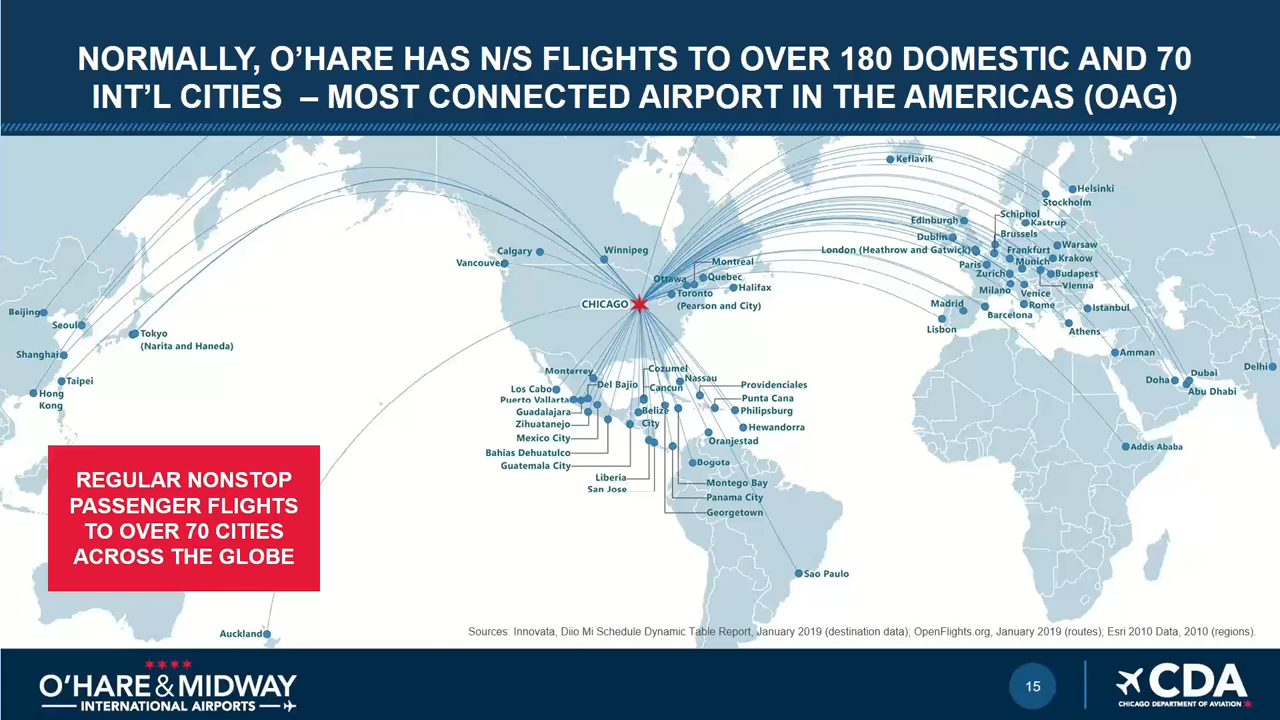 NORMALLY, O'HARE HAS N/S FLIGHTS TO OVER 180 DOMESTIC AND 70
INT'L CITIES – MOST CONNECTED AIRPORT IN THE AMERICAS (OAG)
Keflavik
Helsinki
Stockholm
Edinburgh
Schiphol
Kastrup
Dublin
Brussels
London (Heathrow and Gatwick)
Frankfurt
Warsaw
Paris
Munich
Krakow
Zurich
Budapest
Milano
Venice
Vienna
Madrid
Rome
Istanbul
Barcelona
Lisbon
Athens
Calgary
Winnipeg
Vancouver
Montreal
Ottawa
Quebec
Halifax
Toronto
(Pearson and City)
CHICAGO
Beijing
Seoul
Tokyo
(Narita and Haneda)
Shanghai
Taipei
Hong
Kong
Amman
Doha
Dubai
Abu Dhabi
Delhi
Addis Ababa
Monterrey
Cozumel
Nassau
Los Cabo
Del Bajio
Cancun
Providenciales
Puerto Vallarta
Punta Cana
Guadalajara
Belize
City
Philipsburg
Zihuatanejo
Hewandorra
Mexico City
Oranjestad
Bahias Dehuatulco
Guatemala City
Bogota
Liberia
Montego Bay
San Jose
Panama City
Georgetown
Sao Paulo
Auckland
REGULAR NONSTOP
PASSENGER FLIGHTS
TO OVER 70 CITIES
ACROSS THE GLOBE
Sources: Innovata, Diio Mi Schedule Dynamic Table Report, January 2019 (destination data); OpenFlights.org, January 2019 (routes); Esri 2010 Data, 2010 (regions).
O'HARE & MIDWAY
INTERNATIONAL AIRPORTS
15
CDA
CHICAGO DEPARTMENT OF AVIATION